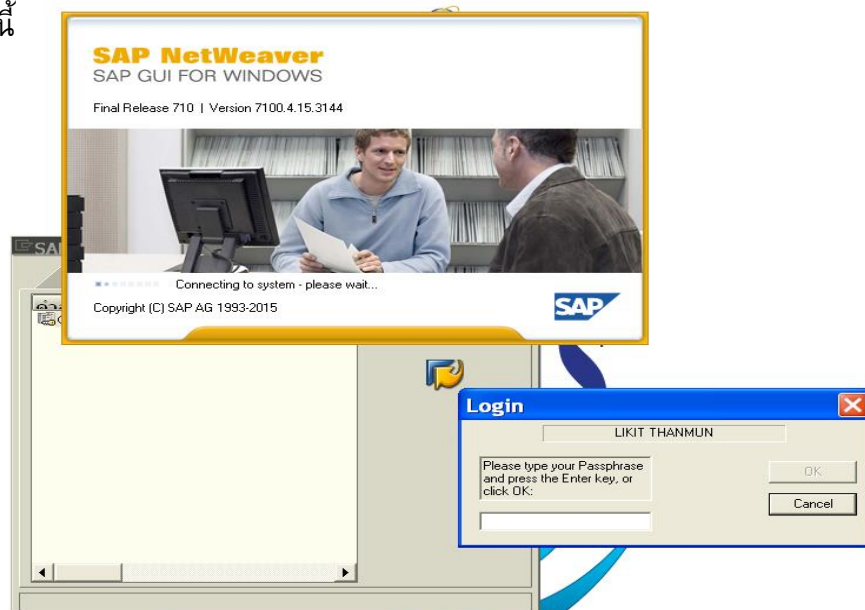 นี้
SAP NetWeaver
SAP GUI FOR WINDOWS
Final Release 710 | Version 7100.4.15.3144
SAP
Connecting to system - please wait...
Copyright (C) SAP AG 1993-2015
SAP
Login
LIKIT THANMUN
Please type your Passphrase
and press the Enter key, or
click OK:
OK
Cancel